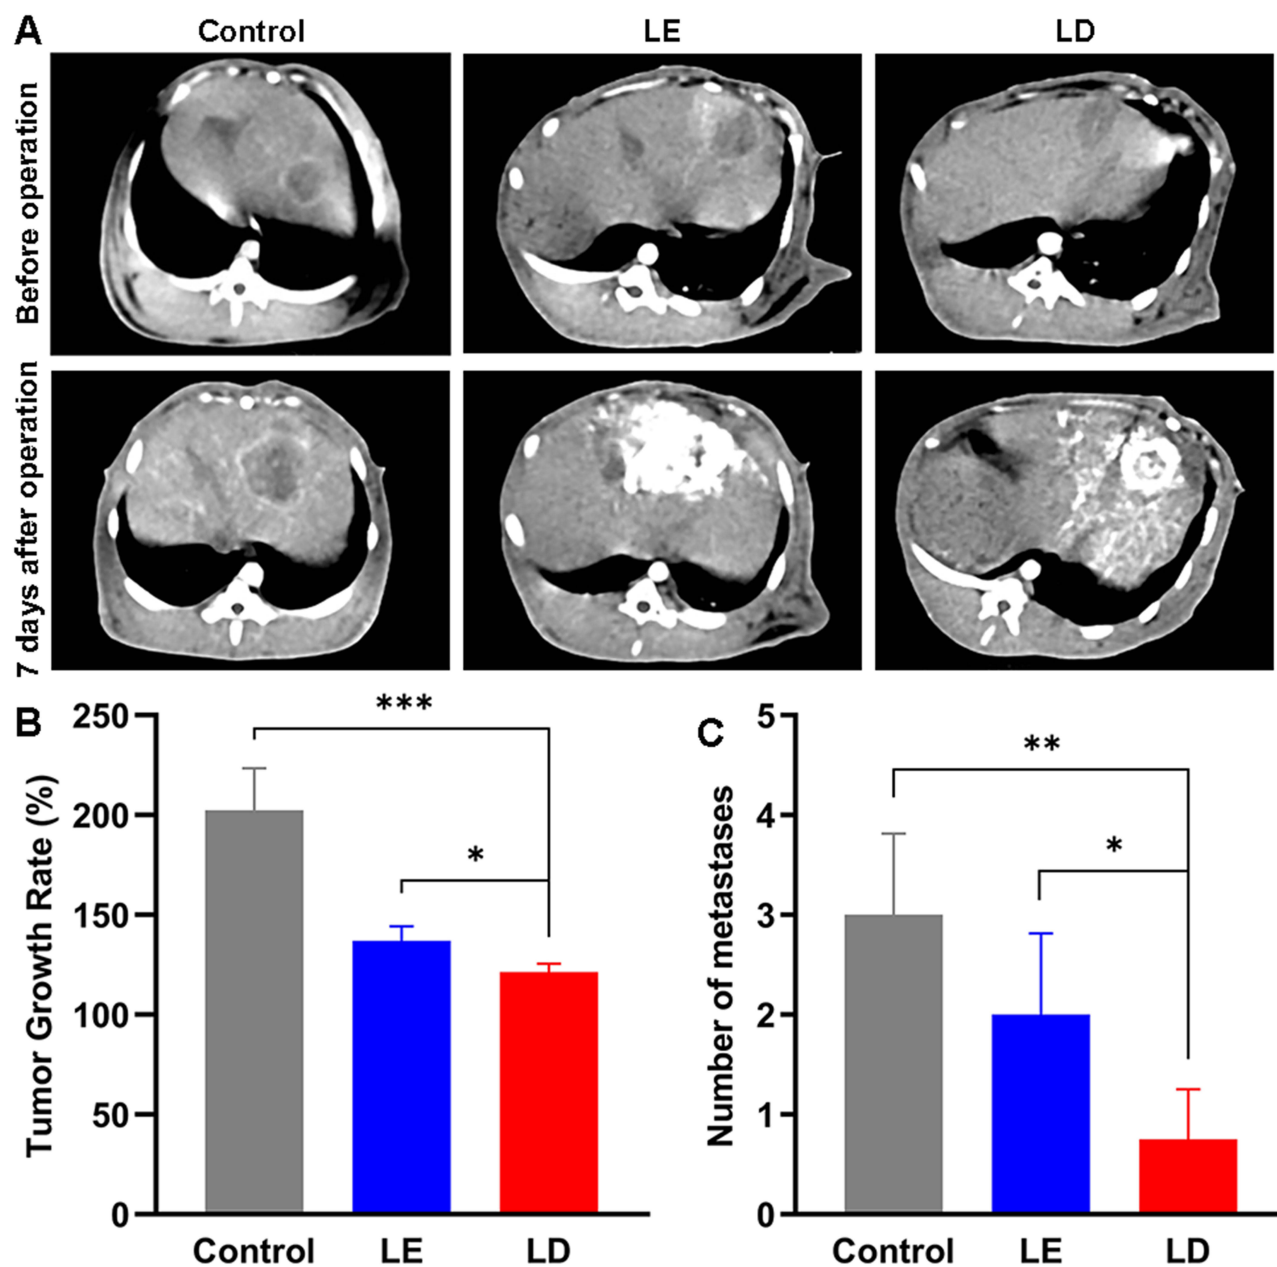 A
Control
LE
LD
Before operation
7 days after operation
B
Tumor Growth Rate (%)
250
200
150
100
50
0
***
*
Control
LE
LD
C
Number of metastases
5
4
3
2
1
0
**
*
Control
LE
LD